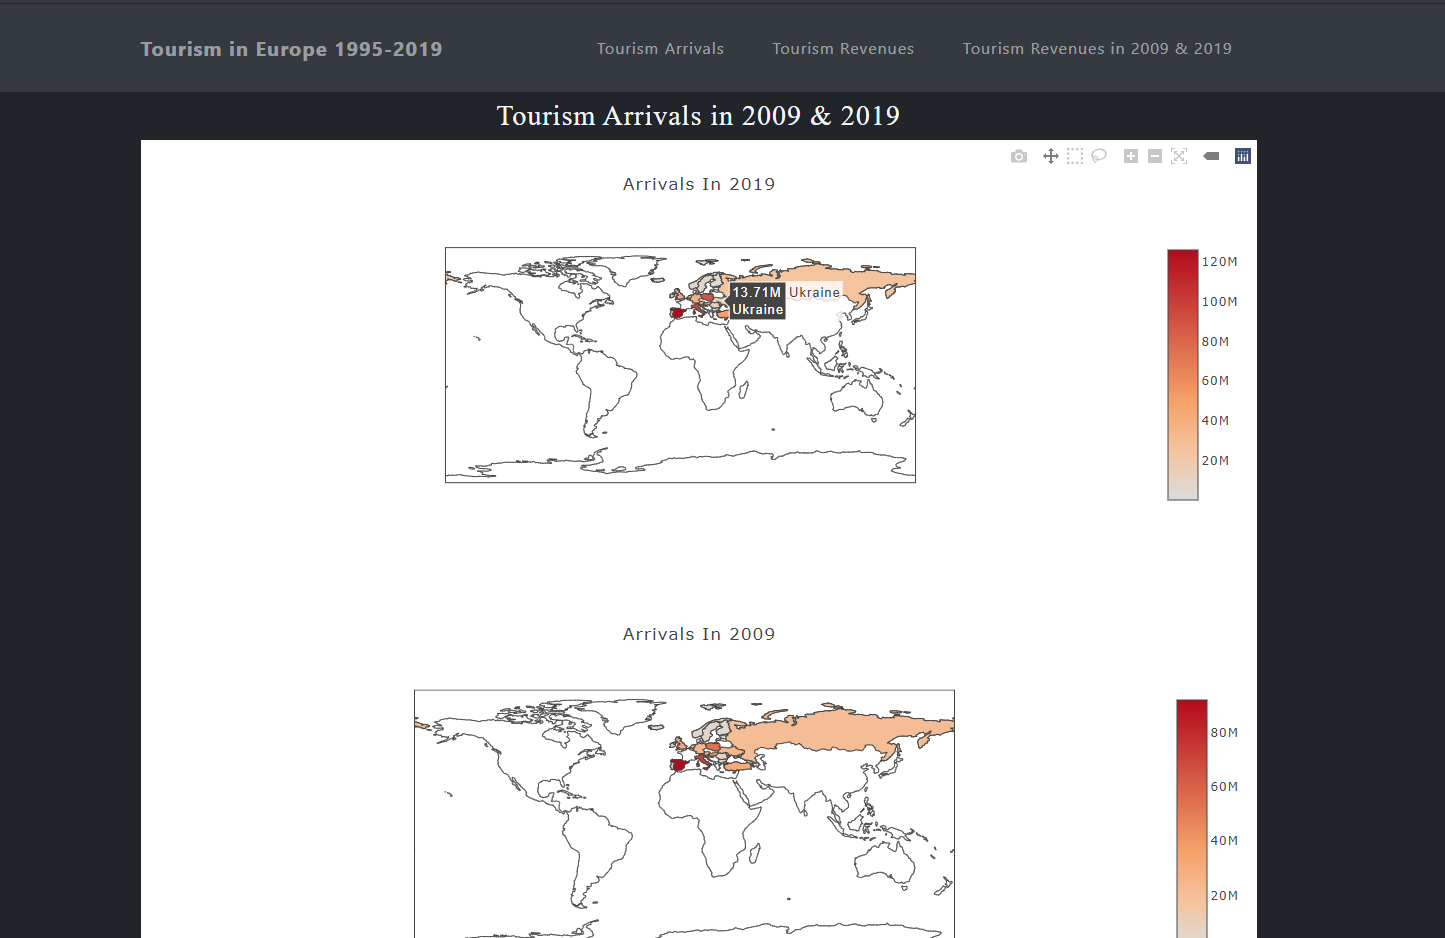 Tourism in Europe 1995-2019
Tourism Arrivals
Tourism Revenues
Tourism Revenues in 2009 & 2019
Tourism Arrivals in 2009 & 2019
Arrivals In 2019
13.71M
Ukraine
Ukraine
120M
100M
80M
60M
40M
20M
Arrivals In 2009
80M
60M
40M
20M